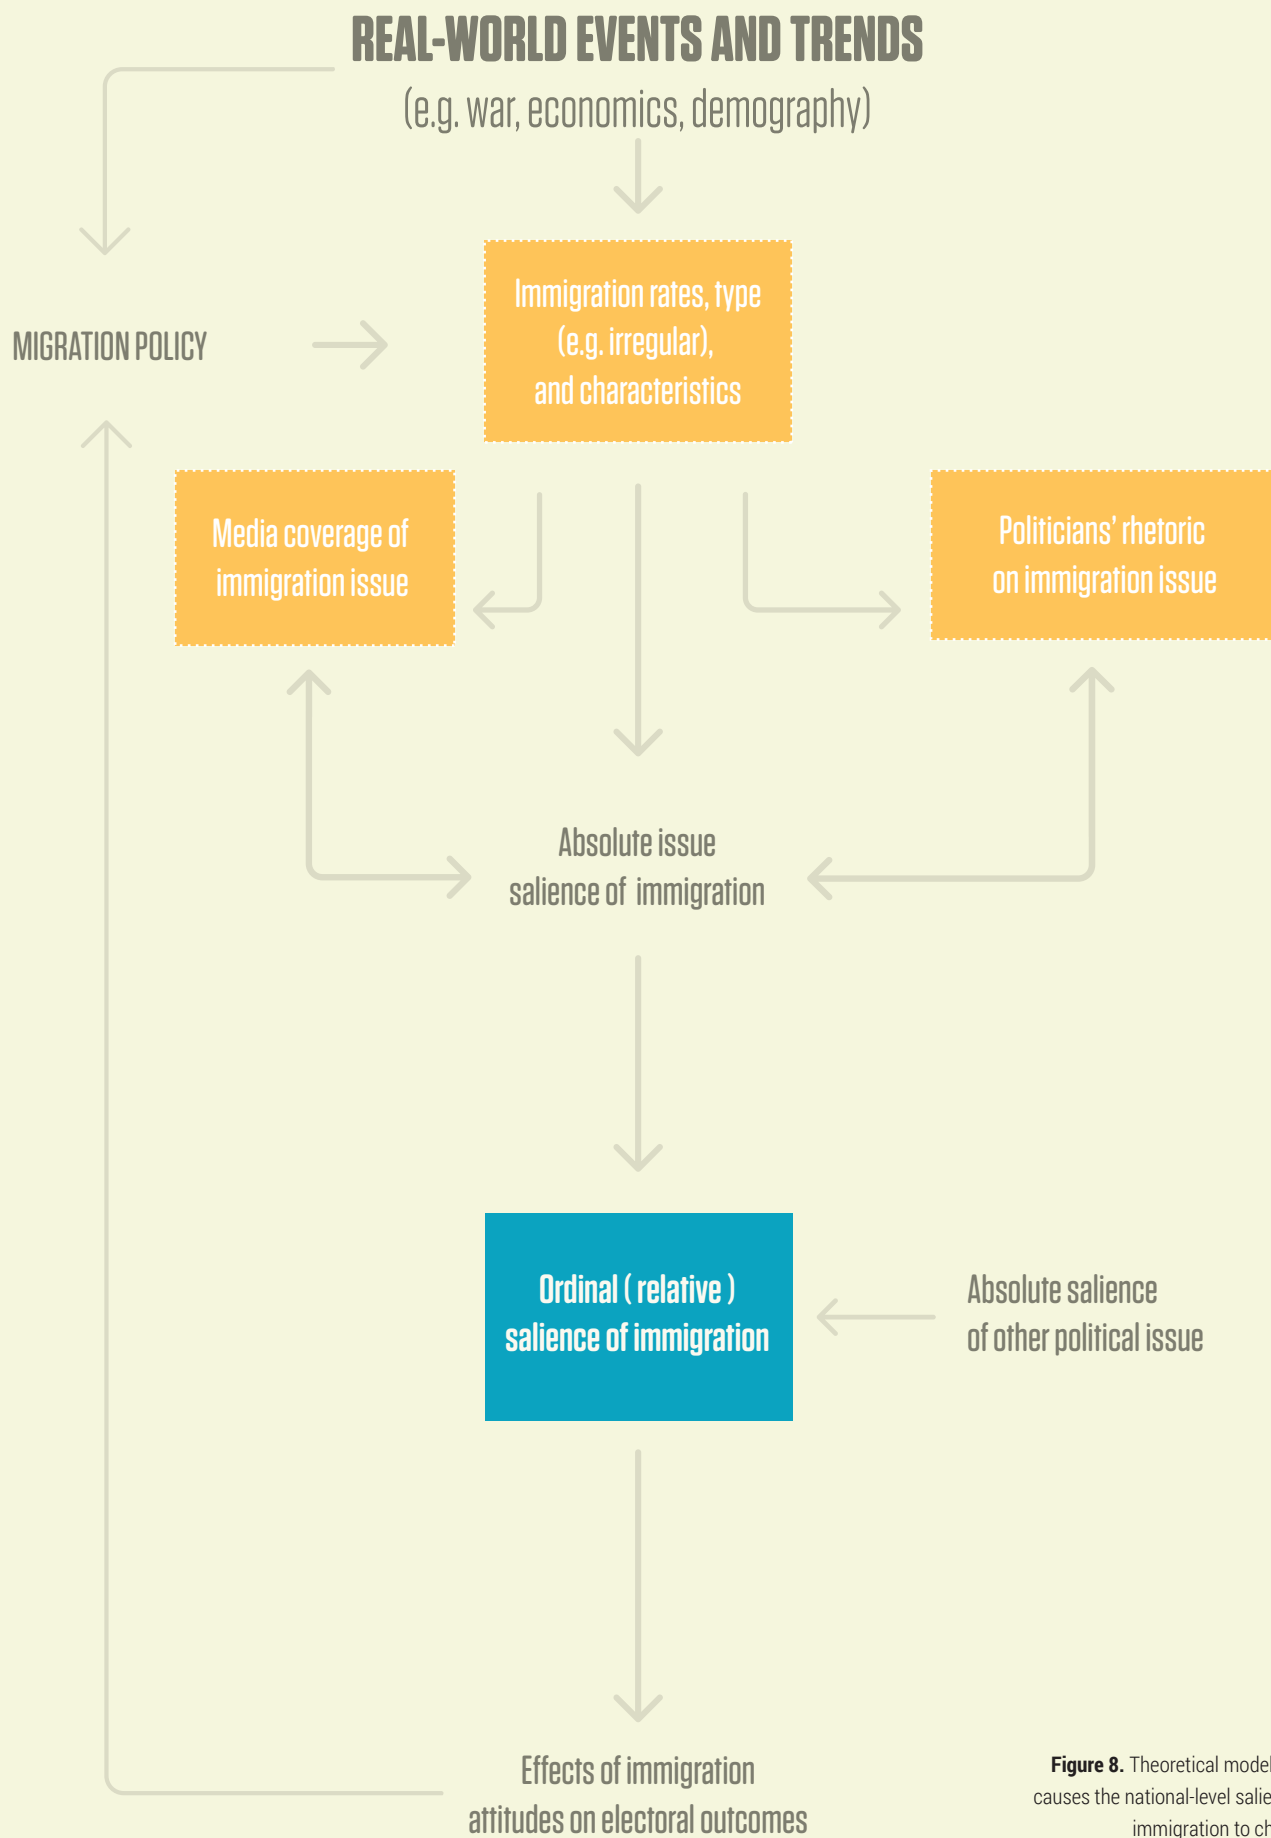 REAL-WORLD EVENTS AND TRENDS
(e.g. war, economics, demography)
Immigration rates, type
(e.g. irregular),
and characteristics
MIGRATION POLICY
Media coverage of
immigration issue
Politicians' rhetoric
on immigration issue
Absolute issue
salience of immigration
Ordinal ( relative )
salience of immigration
Absolute salience
of other political issue
Effects of immigration
attitudes on electoral outcomes
Figure 8. Theoretical model
causes the national-level
immigration to